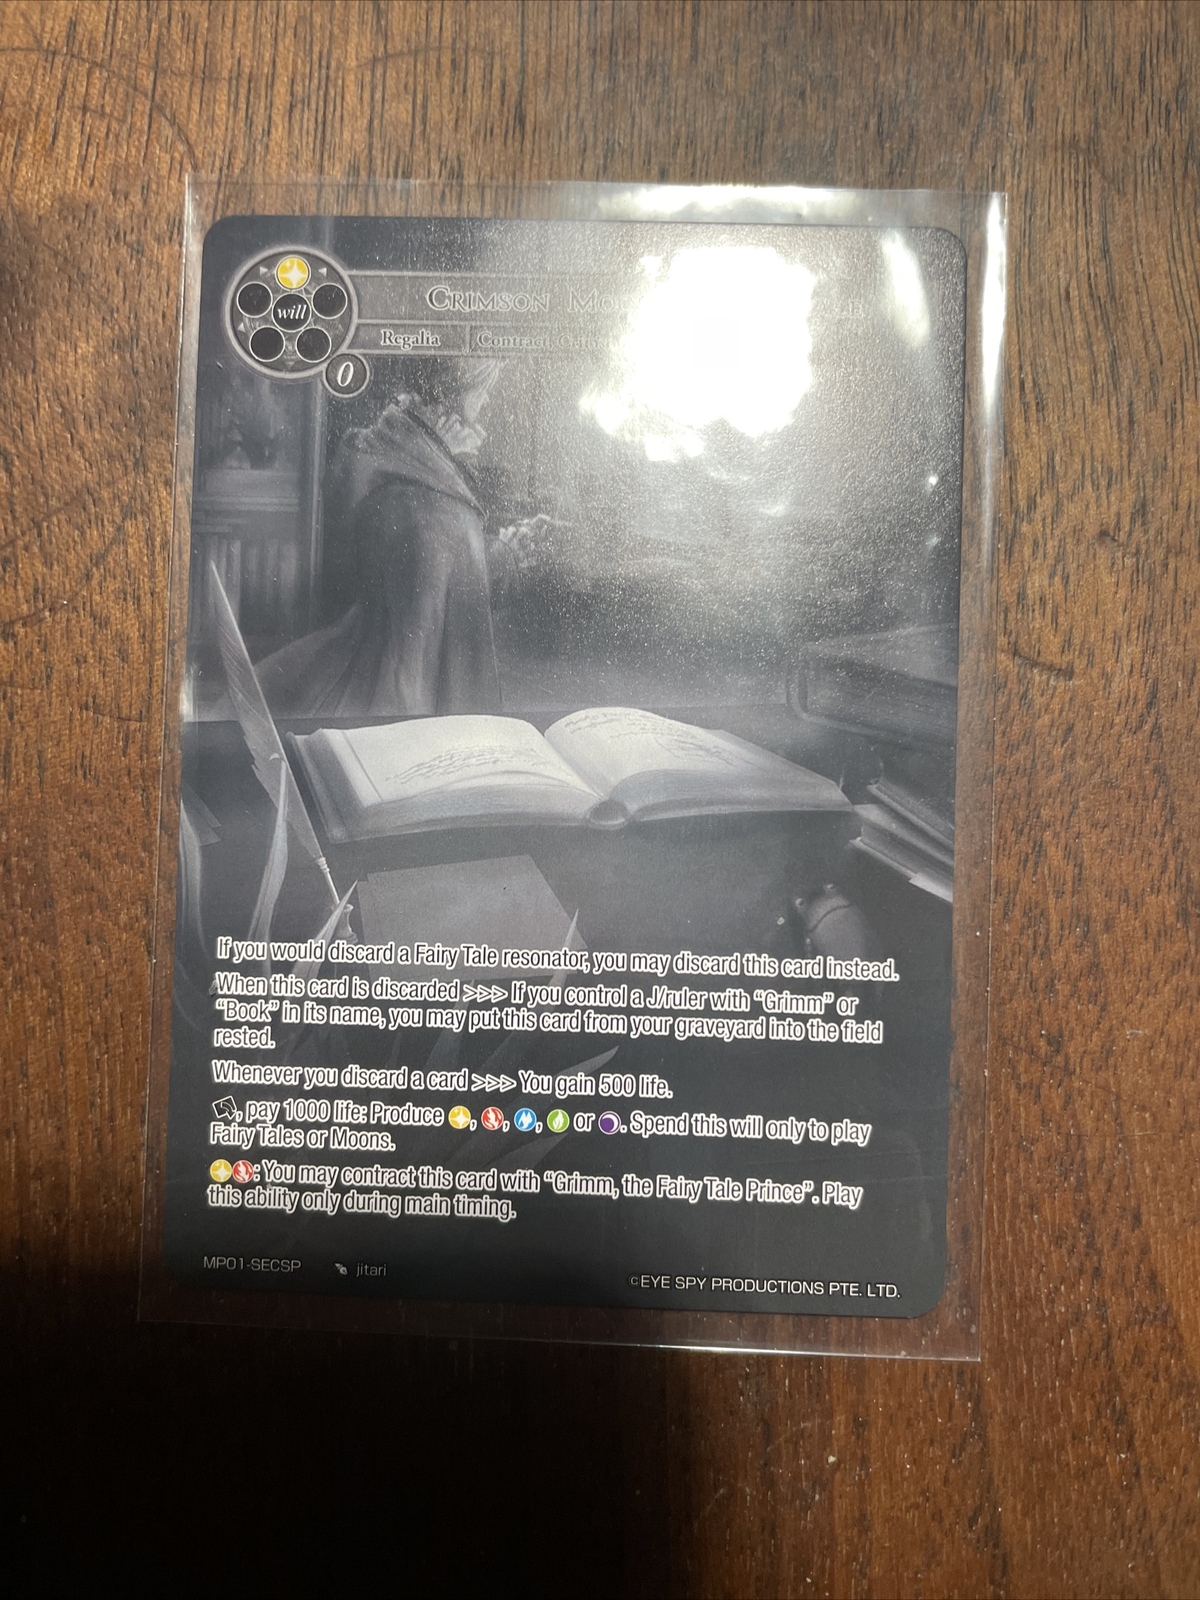 will
CRIMSON
0
Regalia Contract,
If you would discard a Fairy Tale resonator, you may discard this card instead.
When this card is discarded >>> If you control a J/ruler with “Grimm” or
“Book” in its name, you may put this card from your graveyard into the field
rested.
Whenever you discard a card >>> You gain 500 life.
, pay 1000 life: Produce , , , or . Spend this will only to play
Fairy Tales or Moons.
: You may contract this card with “Grimm, the Fairy Tale Prince”. Play
this ability only during main timing.
MP01-SECSP jitari
©EYE SPY PRODUCTIONS PTE. LTD.